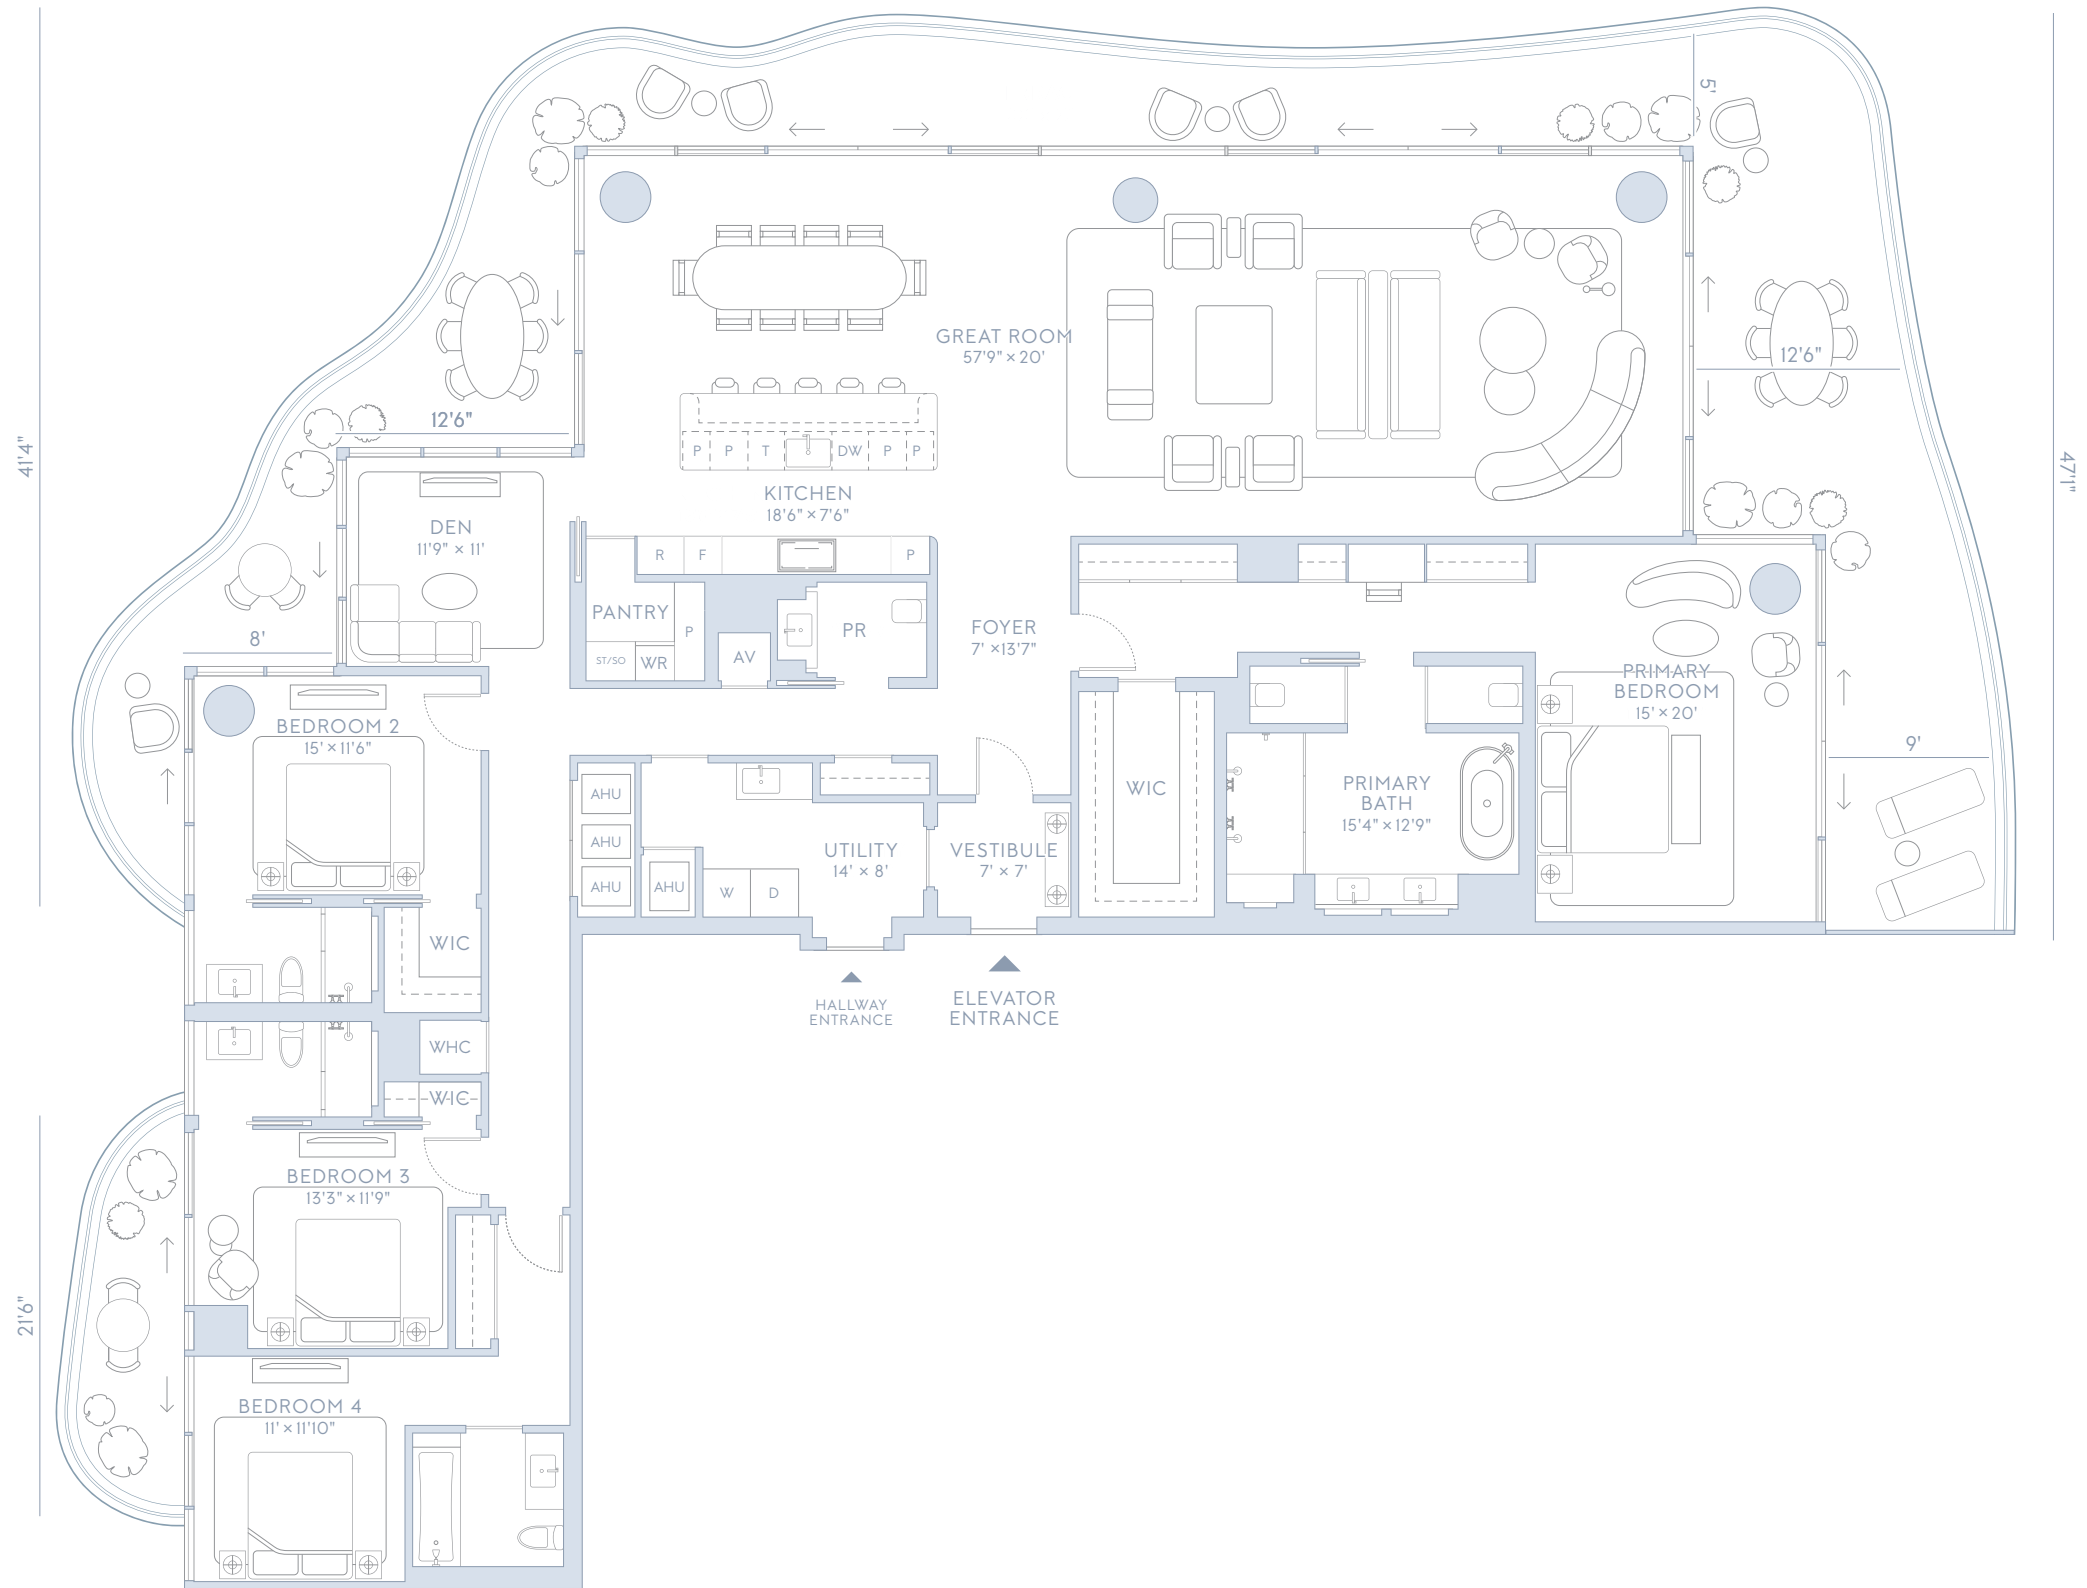 5'
GREAT ROOM
57'9" × 20'
12'6"
12'6"
41'4"
47'1"
P P T DW P P
KITCHEN
18'6" × 7'6"
DEN
11'9" × 11'
R F P
PANTRY
P
ST/SO WR
AV
PR
FOYER
7' ×13'7"
8'
PRIMARY
BEDROOM
15' × 20'
BEDROOM 2
15' × 11'6"
9'
WIC
PRIMARY
BATH
15'4" × 12'9"
AHU
AHU
AHU
AHU
W D
UTILITY
14' × 8'
VESTIBULE
7' × 7'
WIC
HALLWAY
ENTRANCE
ELEVATOR
ENTRANCE
WHC
WIC
BEDROOM 3
13'3" × 11'9"
21'6"
BEDROOM 4
11' × 11'10"